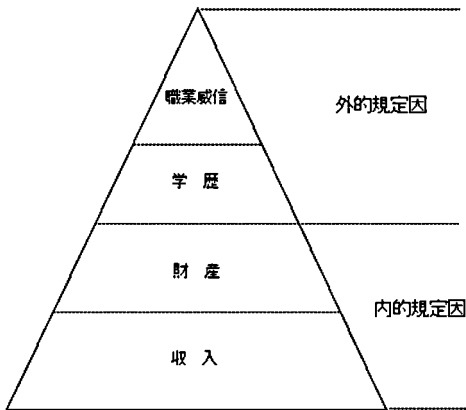 職業威信
外的規定因
学 歴
財 産
内的規定因
収 入